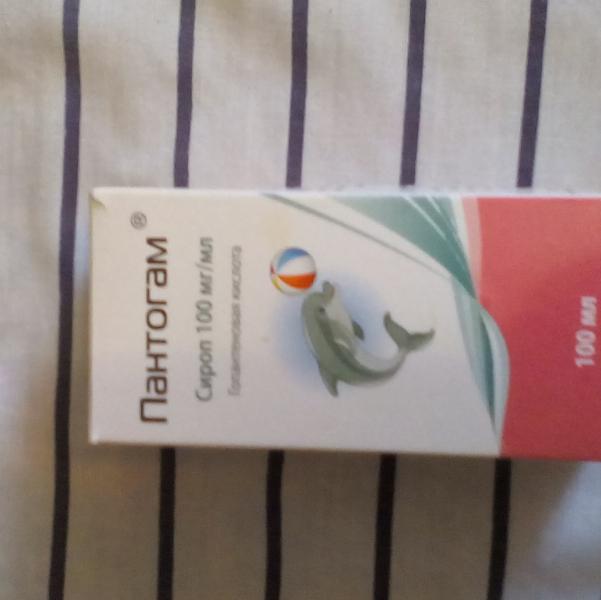 Пантогам®
Сироп 100 мг/мл
Гопантеновая кислота
100 мл